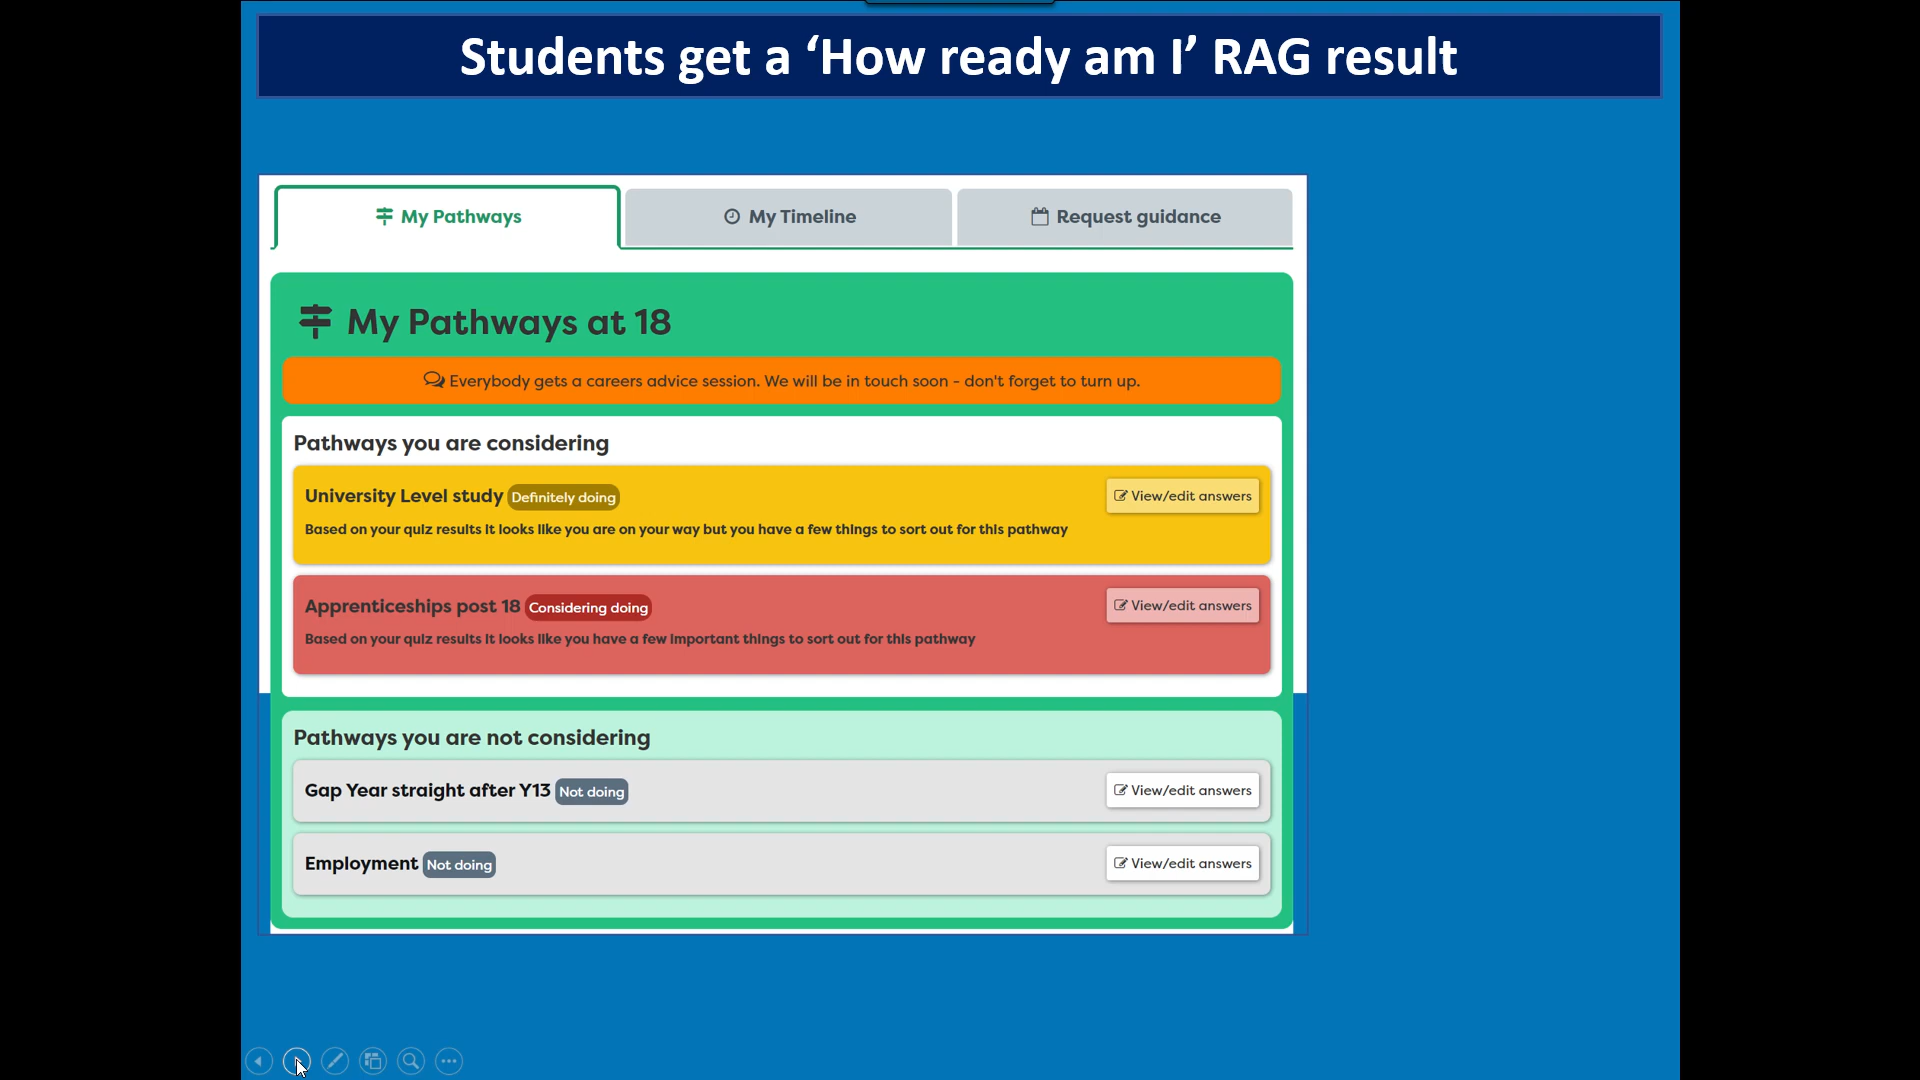 Students get a ‘How ready am I’ RAG result
My Pathways
My Timeline
Request guidance
My Pathways at 18
Everybody gets a careers advice session. We will be in touch soon - don't forget to turn up.
Pathways you are considering
University Level study Definitely doing
View/edit answers
Based on your quiz results it looks like you are on your way but you have a few things to sort out for this pathway
Apprenticeships post 18 Considering doing
View/edit answers
Based on your quiz results it looks like you have a few important things to sort out for this pathway
Pathways you are not considering
Gap Year straight after Y13 Not doing
View/edit answers
Employment Not doing
View/edit answers